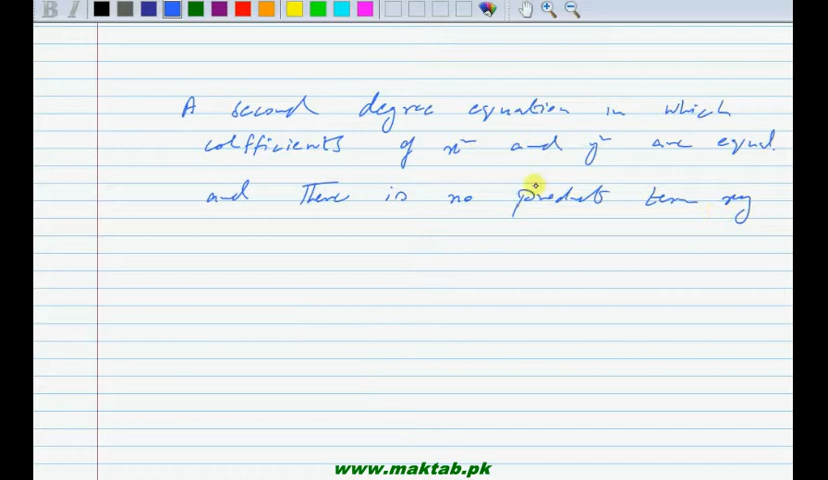 A second degree equation in which
coefficients of x² and y² are equal.
and there is no product term xy
www.maktab.pk